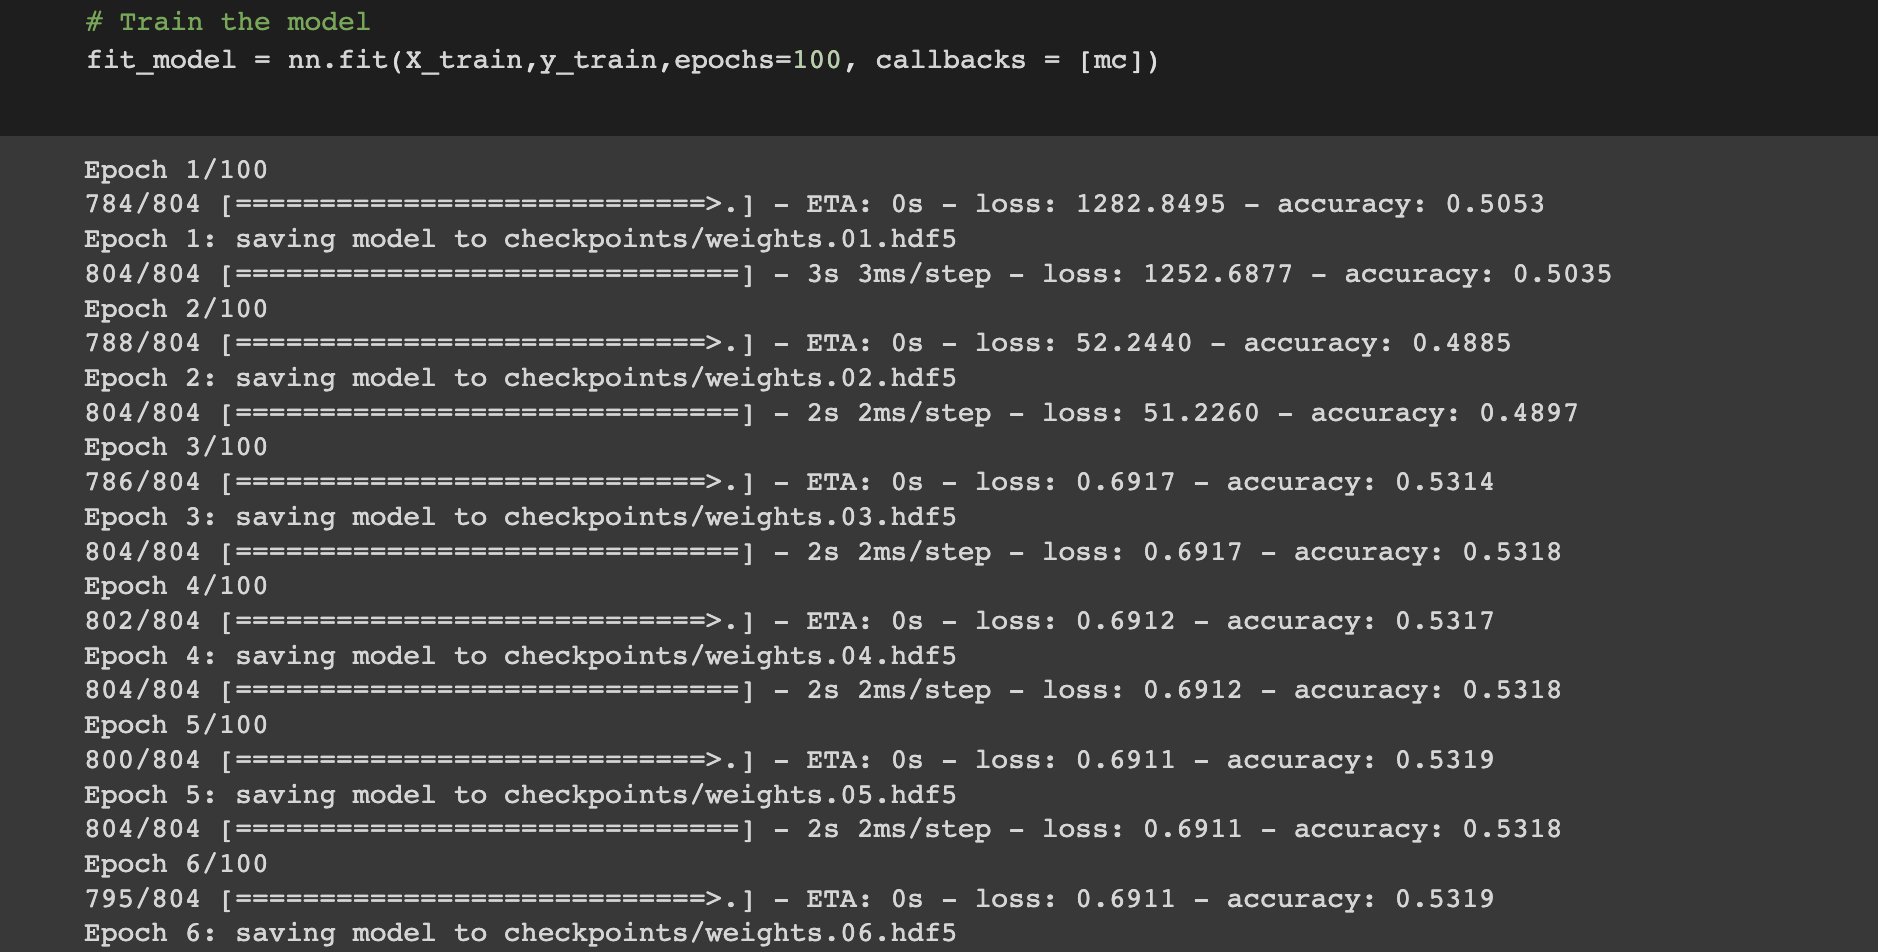 # Train the model
fit_model = nn.fit(X_train,y_train,epochs=100, callbacks = [mc])
Epoch 1/100
784/804 [============================>.] - ETA: 0s - loss: 1282.8495 - accuracy: 0.5053
Epoch 1: saving model to checkpoints/weights.01.hdf5
804/804 [==============================] - 3s 3ms/step - loss: 1252.6877 - accuracy: 0.5035
Epoch 2/100
788/804 [============================>.] - ETA: 0s - loss: 52.2440 - accuracy: 0.4885
Epoch 2: saving model to checkpoints/weights.02.hdf5
804/804 [==============================] - 2s 2ms/step - loss: 51.2260 - accuracy: 0.4897
Epoch 3/100
786/804 [============================>.] - ETA: 0s - loss: 0.6917 - accuracy: 0.5314
Epoch 3: saving model to checkpoints/weights.03.hdf5
804/804 [==============================] - 2s 2ms/step - loss: 0.6917 - accuracy: 0.5318
Epoch 4/100
802/804 [============================>.] - ETA: 0s - loss: 0.6912 - accuracy: 0.5317
Epoch 4: saving model to checkpoints/weights.04.hdf5
804/804 [==============================] - 2s 2ms/step - loss: 0.6912 - accuracy: 0.5318
Epoch 5/100
800/804 [============================>.] - ETA: 0s - loss: 0.6911 - accuracy: 0.5319
Epoch 5: saving model to checkpoints/weights.05.hdf5
804/804 [==============================] - 2s 2ms/step - loss: 0.6911 - accuracy: 0.5318
Epoch 6/100
795/804 [============================>.] - ETA: 0s - loss: 0.6911 - accuracy: 0.5319
Epoch 6: saving model to checkpoints/weights.06.hdf5